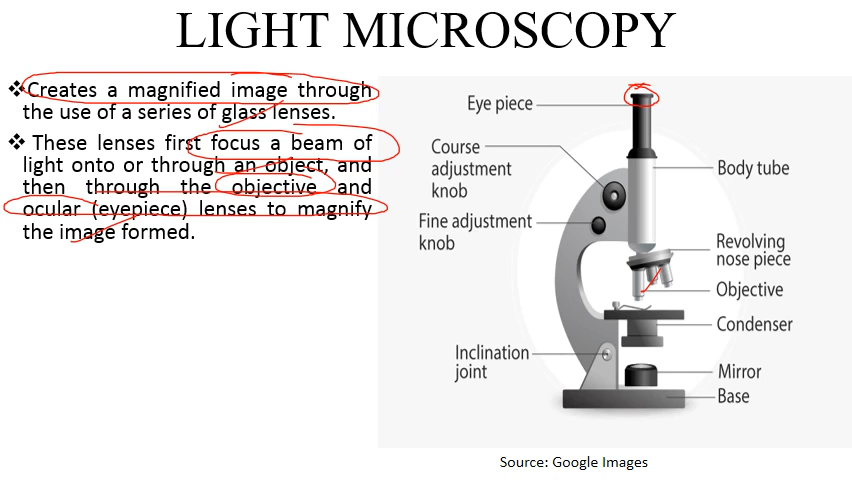 LIGHT MICROSCOPY
❖Creates a magnified image through
the use of a series of glass lenses.
❖ These lenses first focus a beam of
light onto or through an object, and
then through the objective and
ocular (eyepiece) lenses to magnify
the image formed.
Eye piece
Course
adjustment
knob
Fine adjustment
knob
Inclination
joint
Body tube
Revolving
nose piece
Objective
Condenser
Mirror
Base
Source: Google Images